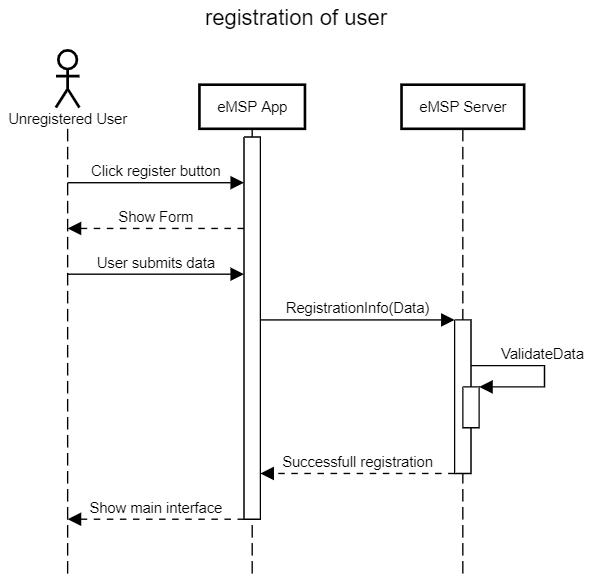 registration of user
Unregistered User
eMSP App
eMSP Server
Click register button
Show Form
User submits data
RegistrationInfo(Data)
ValidateData
Successfull registration
Show main interface